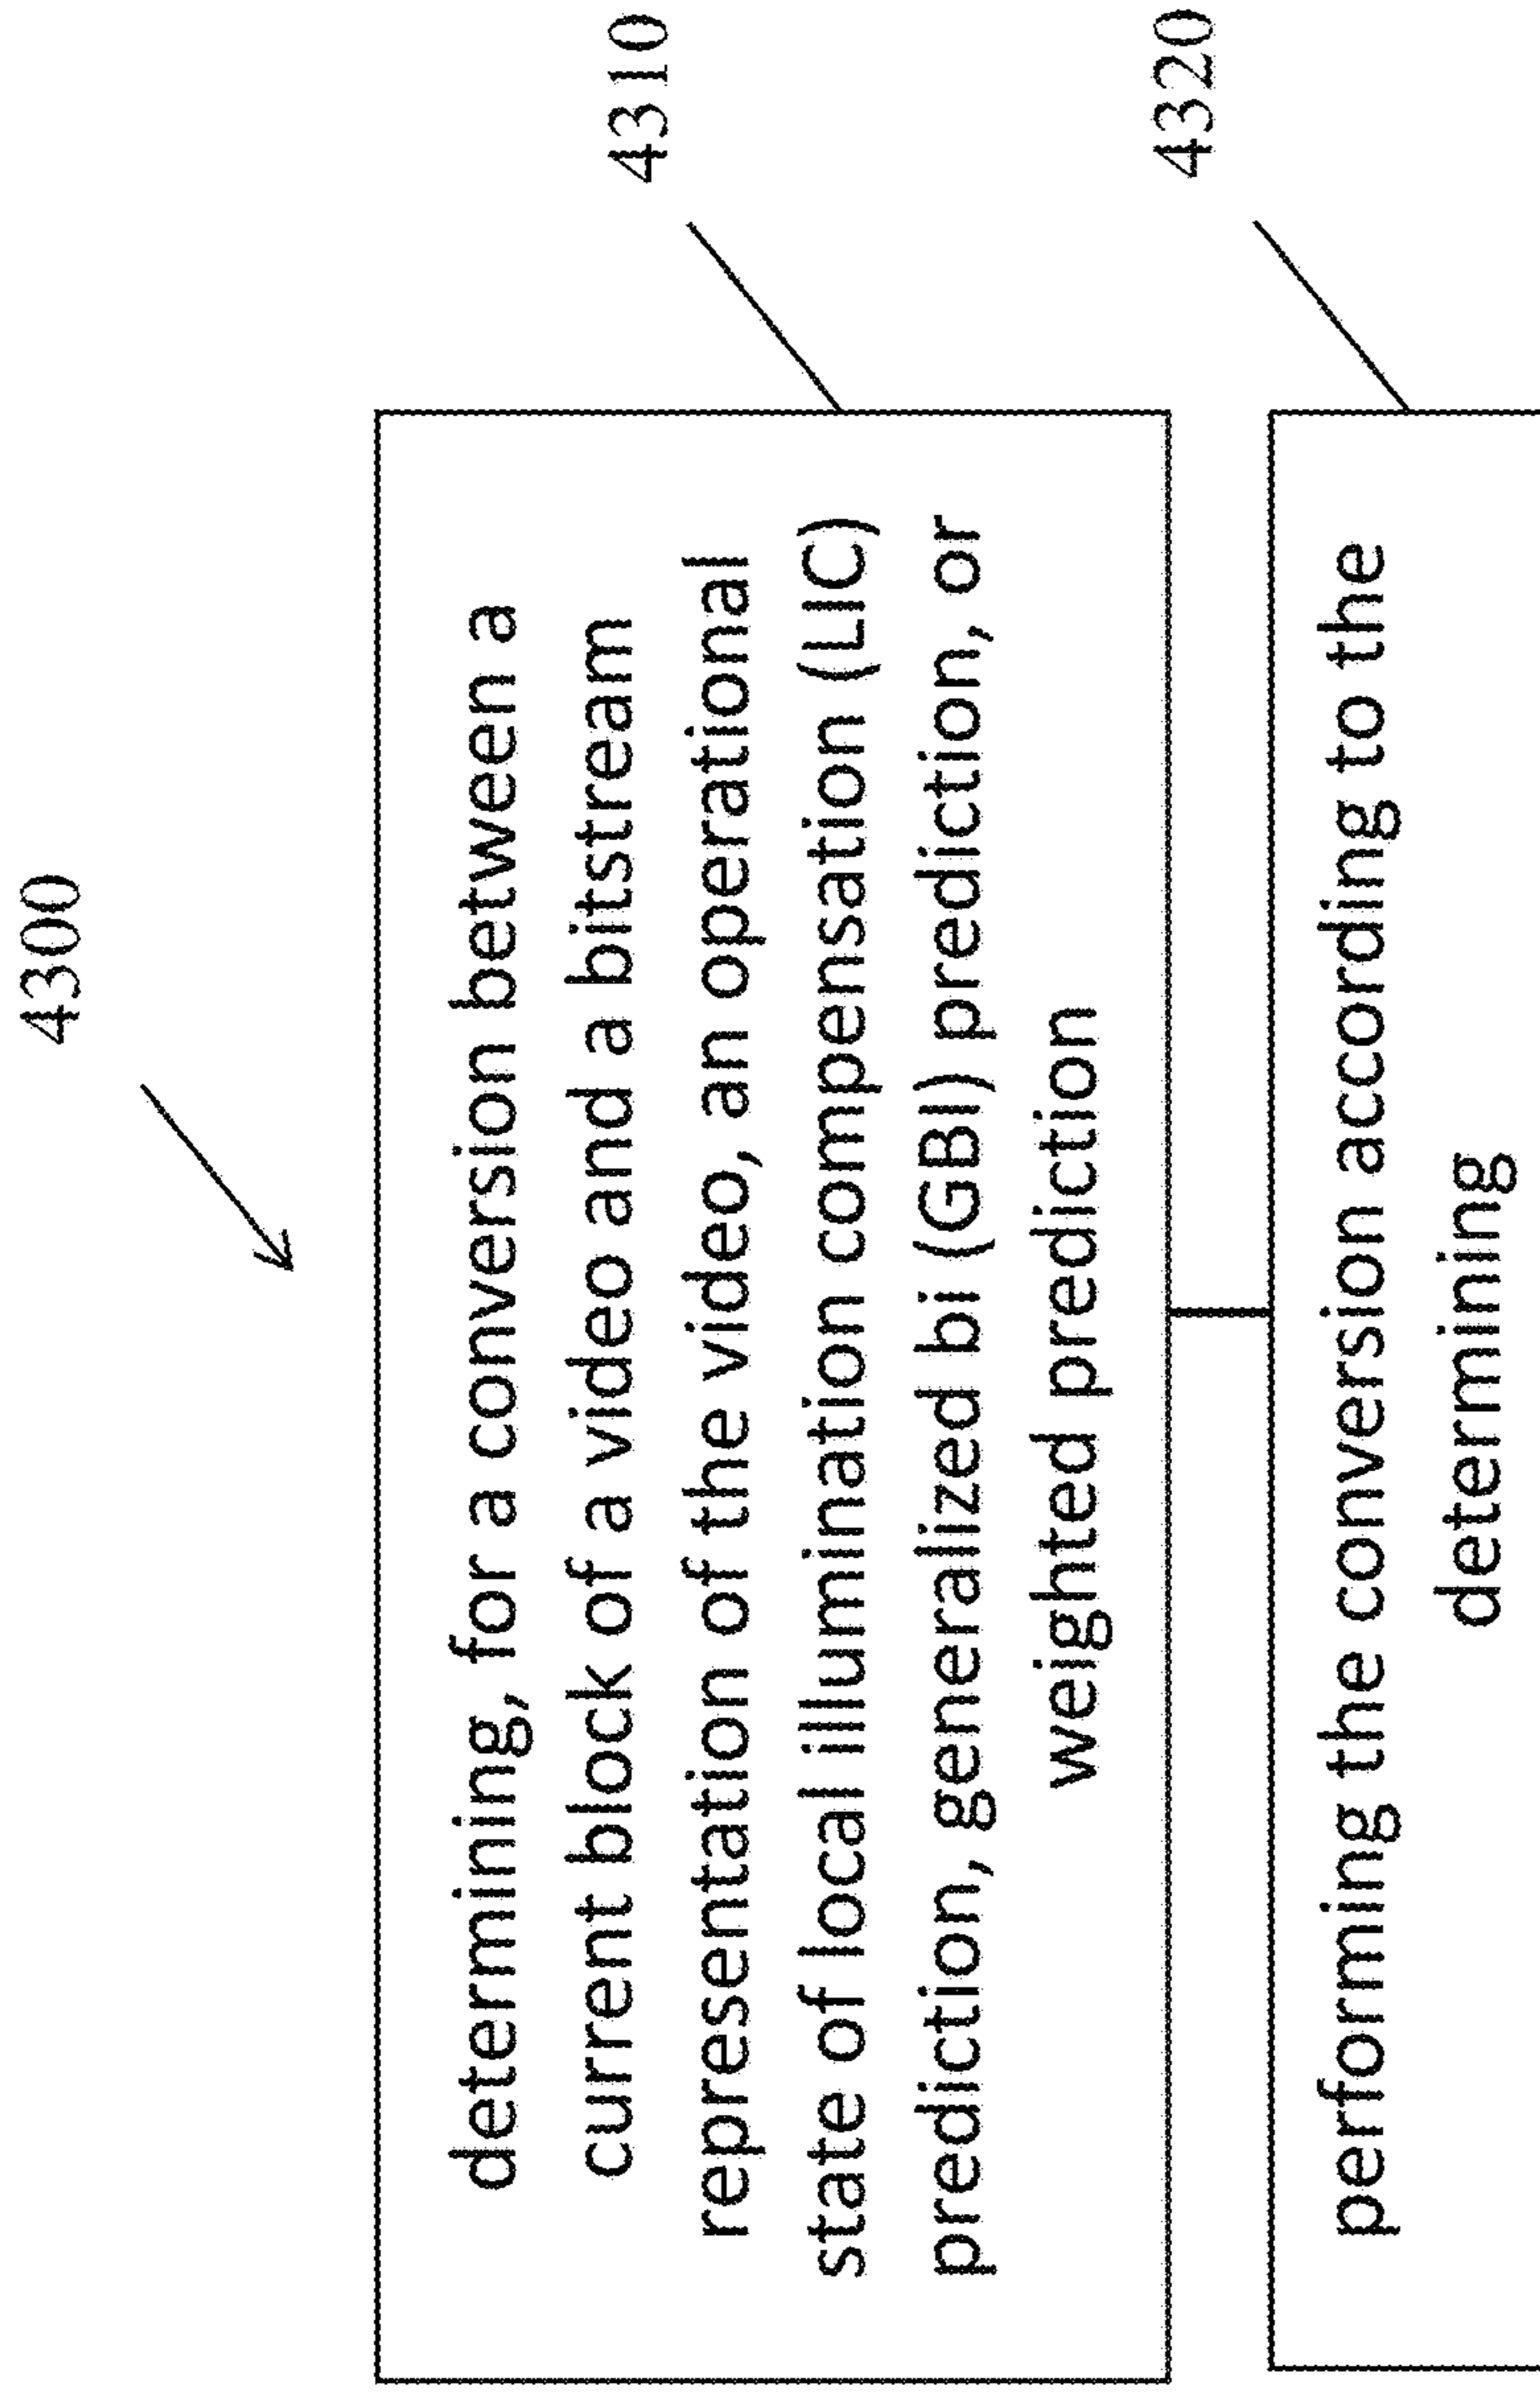 4300
determining, for a conversion between a
current block of a video and a bitstream
representation of the video, an operational
state of local illumination compensation (LIC)
prediction, generalized bi (GBI) prediction, or
weighted prediction
4310
performing the conversion according to the
determining
4320